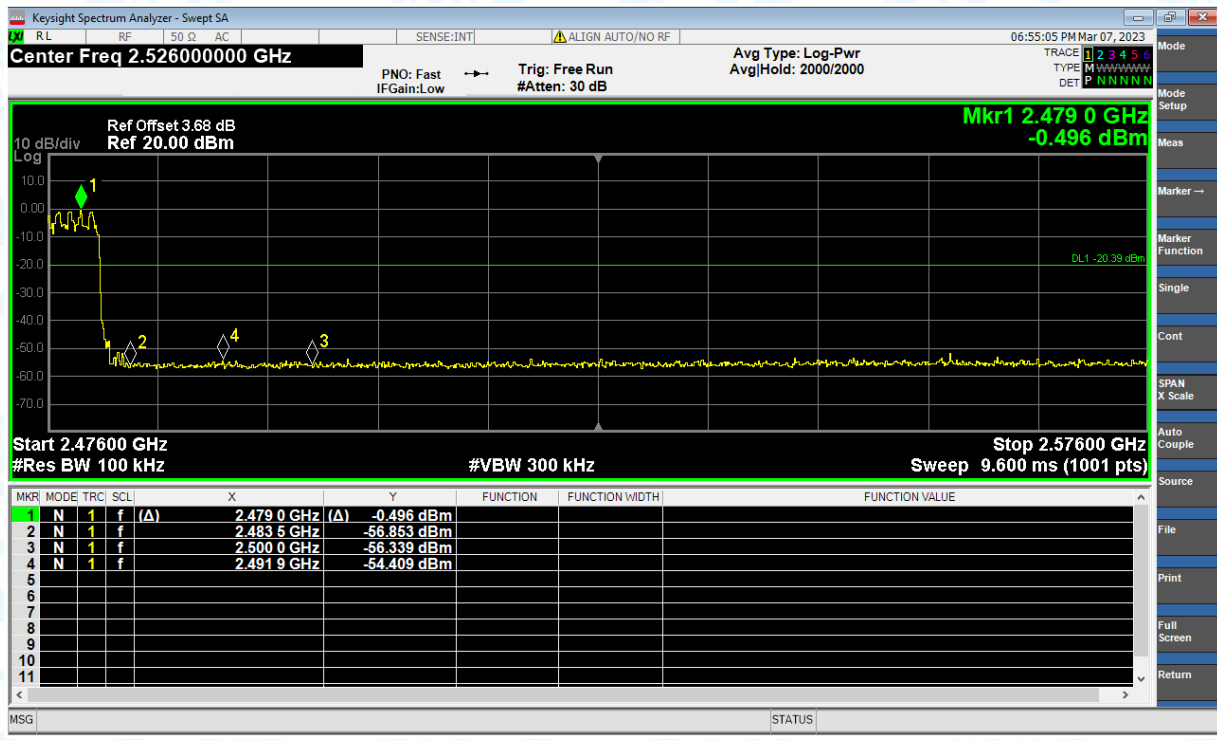 Keysight Spectrum Analyzer - Swept SA
LXI RL RF 50 Ω AC SENSE:INT ALIGN AUTO/NO RF 06:55:05 PM Mar 07, 2023
Center Freq 2.526000000 GHz
PNO: Fast
IFGain:Low
Trig: Free Run
#Atten: 30 dB
Avg Type: Log-Pwr
Avg|Hold: 2000/2000
TRACE 1 2 3 4 5 6
TYPE M W W W W W
DET P N N N N N
Ref Offset 3.68 dB
10 dB/div Ref 20.00 dBm
Log
Mkr1 2.479 0 GHz
-0.496 dBm
10.0
0.00
-10.0
-20.0
-30.0
-40.0
-50.0
-60.0
-70.0
1
2
4
3
DL1 -20.39 dBm
Start 2.47600 GHz Stop 2.57600 GHz
#Res BW 100 kHz #VBW 300 kHz Sweep 9.600 ms (1001 pts)
MKR MODE TRC SCL X Y FUNCTION FUNCTION WIDTH FUNCTION VALUE
1 N 1 f (Δ) 2.479 0 GHz (Δ) -0.496 dBm
2 N 1 f 2.483 5 GHz -56.853 dBm
3 N 1 f 2.500 0 GHz -56.339 dBm
4 N 1 f 2.491 9 GHz -54.409 dBm
5
6
7
8
9
10
11
MSG STATUS
Mode
Mode
Setup
Meas
Marker →
Marker
Function
Single
Cont
SPAN
X Scale
Auto
Couple
Source
File
Print
Full
Screen
Return